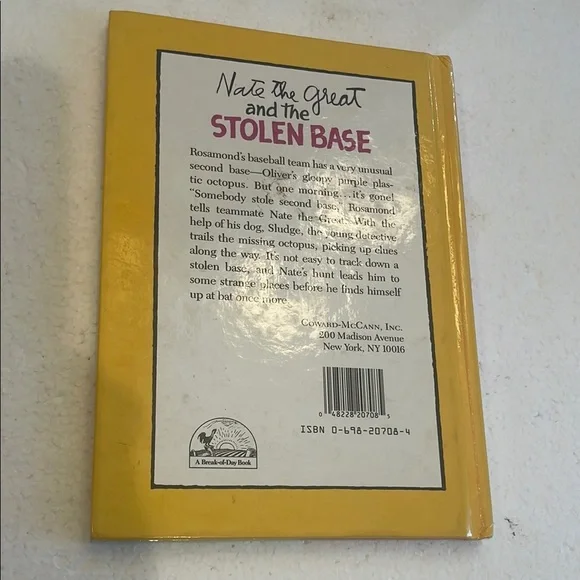 Nate the Great
and the
STOLEN BASE
Rosamond's baseball team has a very unusual
second base—Oliver's gloopy purple plas-
tic octopus. But one morning...it's gone!
"Somebody stole second base," Rosamond
tells teammate Nate the Great. With the
help of his dog, Sludge, the young detective
trails the missing octopus, picking up clues
along the way. It's not easy to track down a
stolen base, and Nate's hunt leads him to
some strange places before he finds himself
up at bat once more.
COWARD-MCCANN, INC.
200 Madison Avenue
New York, NY 10016
0 48228 20708 5
ISBN 0-698-20708-4
A Break-of-Day Book